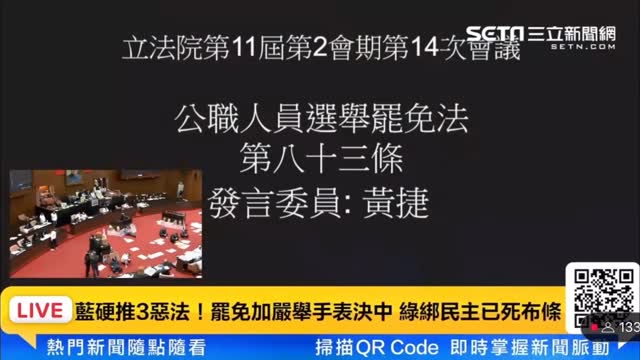 SETN三立新聞網
SETN.COM
立法院第11屆第2會期第14次會議
公職人員選舉罷免法
第八十三條
發言委員: 黃捷
LIVE 藍硬推3惡法！罷免加嚴舉手表決中 綠綁民主已死布條
133
熱門新聞隨點隨看 掃描QR Code 即時掌握新聞脈動